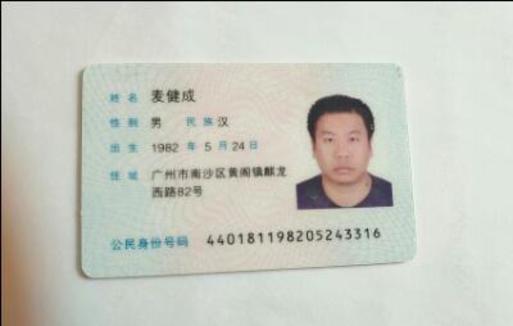 姓名 麦健成
性别 男 民族 汉
出生 1982 年 5 月 24 日
住址 广州市南沙区黄阁镇麒龙
西路82号
公民身份号码 440181198205243316